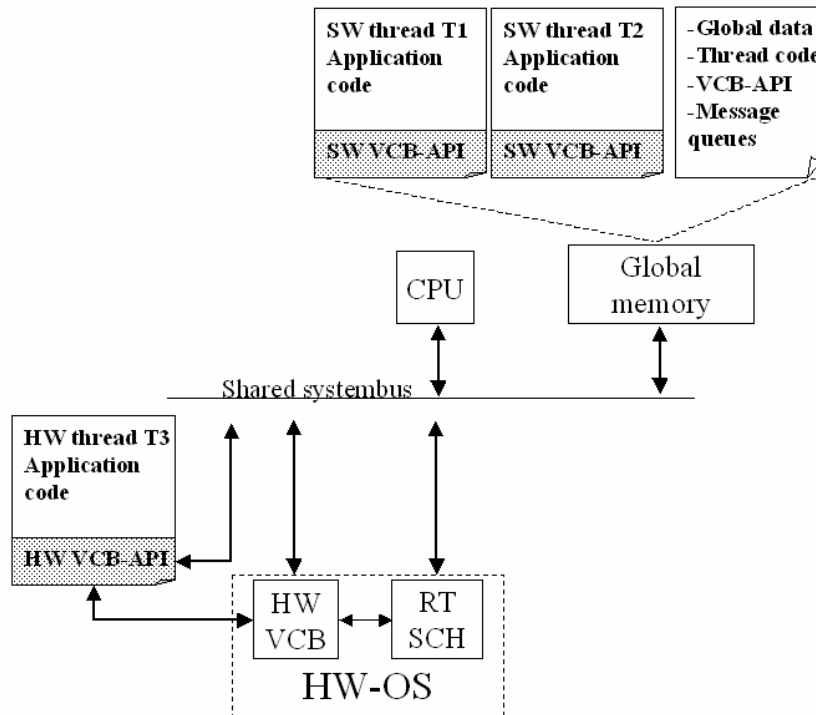 SW thread T1
Application
code
SW VCB-API
SW thread T2
Application
code
SW VCB-API
-Global data
-Thread code
-VCB-API
-Message
queues
CPU
Global
memory
Shared systembus
HW thread T3
Application
code
HW VCB-API
HW
VCB
RT
SCH
HW-OS